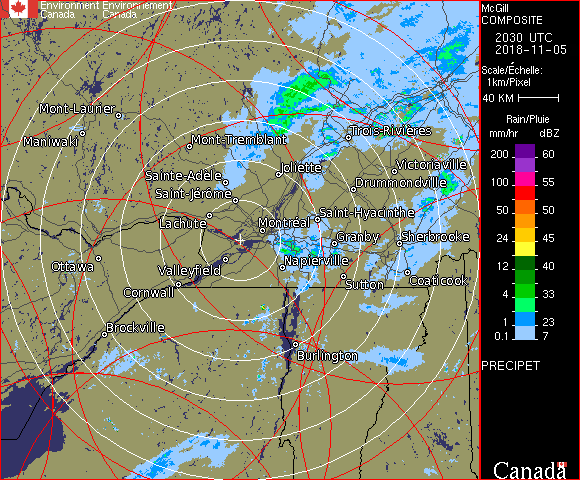 Environment Environnement
Canada Canada
McGill
COMPOSITE
2030 UTC
2018-11-05
Scale/Échelle:
1km/Pixel
40 KM
Rain/Pluie
mm/hr dBZ
200 60
100 55
50 50
24 45
12 40
4 33
1 23
0.1 7
PRECIPET
Canada
Mont-Laurier
Maniwaki
Mont-Tremblant
Trois-Rivières
Sainte-Adèle
Joliette
Victoriaville
Saint-Jérôme
Drummondville
Lachute
Montréal
Saint-Hyacinthe
Granby
Sherbrooke
Ottawa
Valleyfield
Napierville
Cornwall
Sutton
Coaticook
Brockville
Burlington